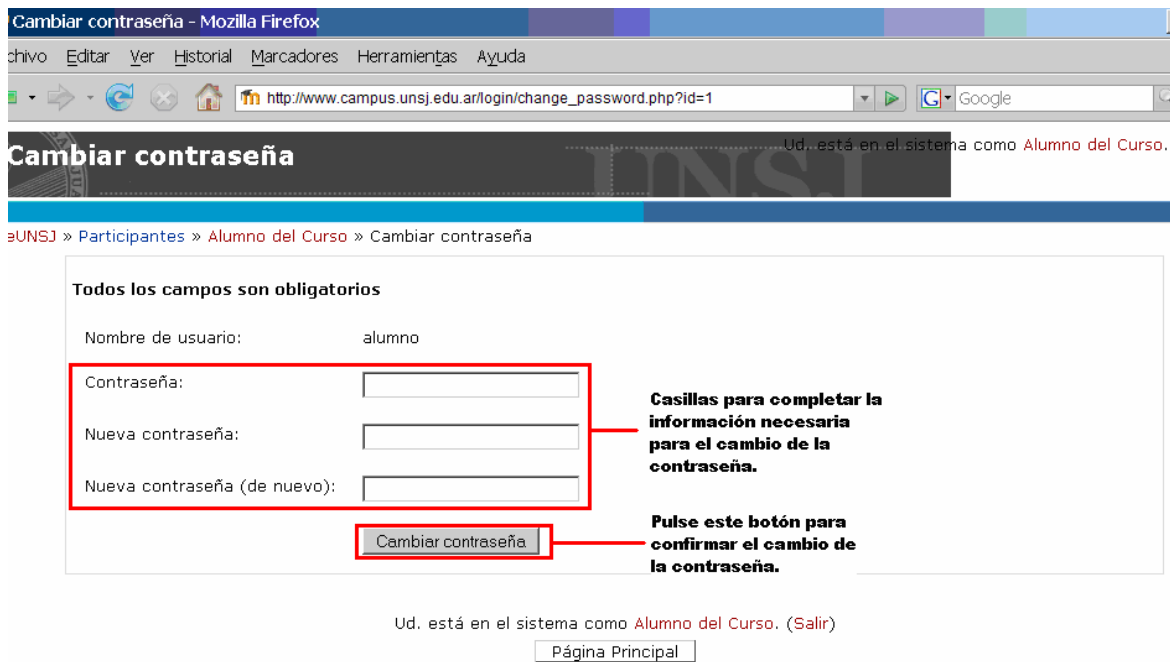 Cambiar contraseña - Mozilla Firefox
chivo Editar Ver Historial Marcadores Herramientas Ayuda
http://www.campus.unsj.edu.ar/login/change_password.php?id=1 G Google
Cambiar contraseña
UNSJ
Ud. está en el sistema como Alumno del Curso.
eUNSJ » Participantes » Alumno del Curso » Cambiar contraseña
Todos los campos son obligatorios
Nombre de usuario: alumno
Contraseña:
Nueva contraseña:
Nueva contraseña (de nuevo):
Casillas para completar la
información necesaria
para el cambio de la
contraseña.
Cambiar contraseña
Pulse este botón para
confirmar el cambio de
la contraseña.
Ud. está en el sistema como Alumno del Curso. (Salir)
Página Principal